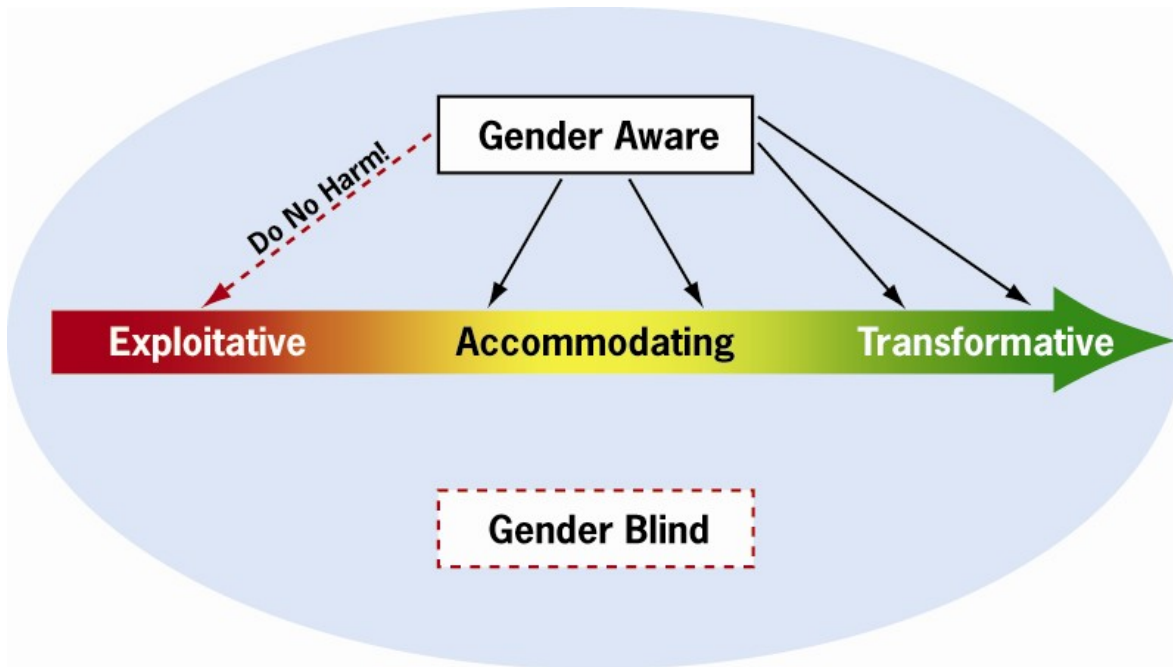 Gender Aware
Do No Harm!
Exploitative
Accommodating
Transformative
Gender Blind